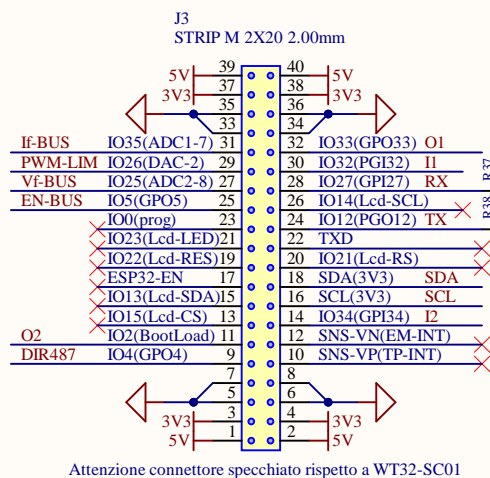 J3
STRIP M 2X20 2.00mm
5V 39 40 5V
3V3 37 38 3V3
35 36
33 34
If-BUS IO35(ADC1-7) 31 32 IO33(GPO33) O1
PWM-LIM IO26(DAC-2) 29 30 IO32(PGI32) I1
Vf-BUS IO25(ADC2-8) 27 28 IO27(GPI27) RX R37
EN-BUS IO5(GPO5) 25 26 IO14(Lcd-SCL)
IO0(prog) 23 24 IO12(PGO12) TX R38
IO23(Lcd-LED) 21 22 TXD
IO22(Lcd-RES) 19 20 IO21(Lcd-RS)
ESP32-EN 17 18 SDA(3V3) SDA
IO13(Lcd-SDA) 15 16 SCL(3V3) SCL
IO15(Lcd-CS) 13 14 IO34(GPI34) I2
O2 IO2(BootLoad) 11 12 SNS-VN(EM-INT)
DIR487 IO4(GPO4) 9 10 SNS-VP(TP-INT)
7 8
5 6
3V3 3 4 3V3
5V 1 2 5V
Attenzione connettore specchiato rispetto a WT32-SC01